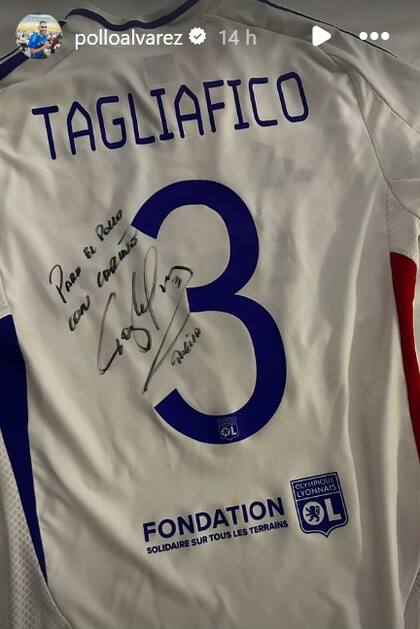 polloalvarez 14 h
TAGLIAFICO
3
PARA EL POLLO
CON CARIÑO
OL
FONDATION
SOLIDAIRE SUR TOUS LES TERRAINS
OLYMPIQUE
LYONNAIS
OL